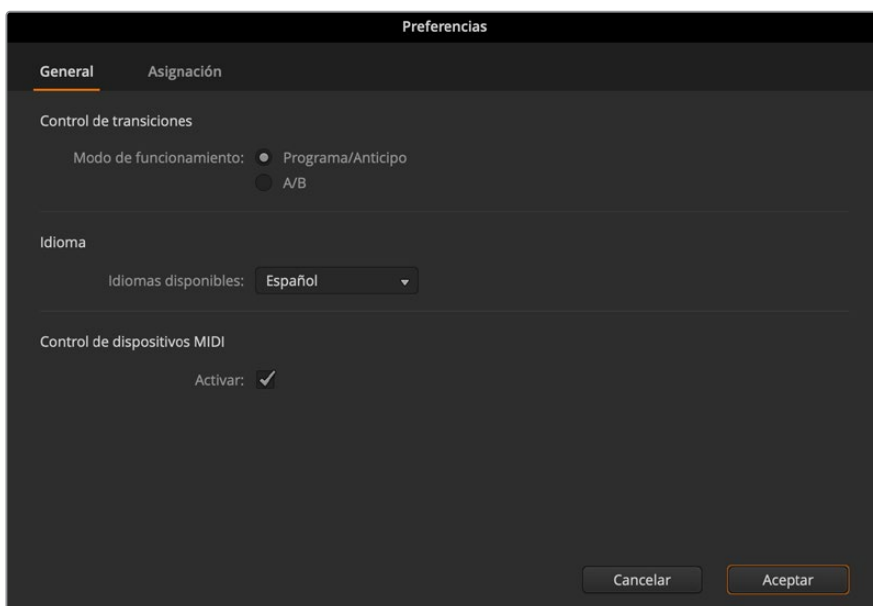 Preferencias
General Asignación
Control de transiciones
Modo de funcionamiento: Programa/Anticipo
A/B
Idioma
Idiomas disponibles: Español
Control de dispositivos MIDI
Activar:
Cancelar Aceptar